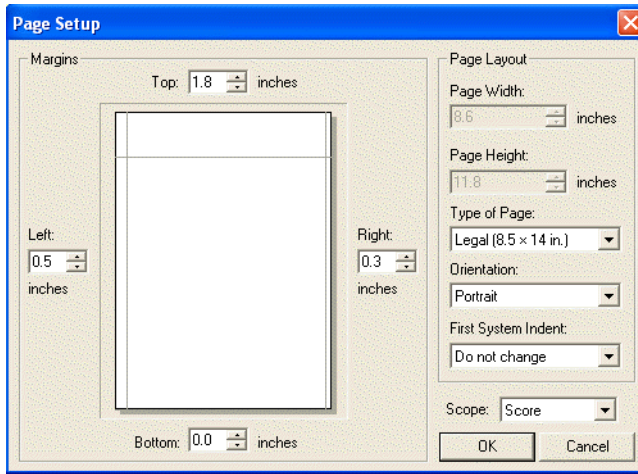 Page Setup
Margins
Top: 1.8 inches
Left:
0.5
inches
Right:
0.3
inches
Bottom: 0.0 inches
Page Layout
Page Width:
8.6 inches
Page Height:
11.8 inches
Type of Page:
Legal (8.5 × 14 in.)
Orientation:
Portrait
First System Indent:
Do not change
Scope: Score
OK Cancel